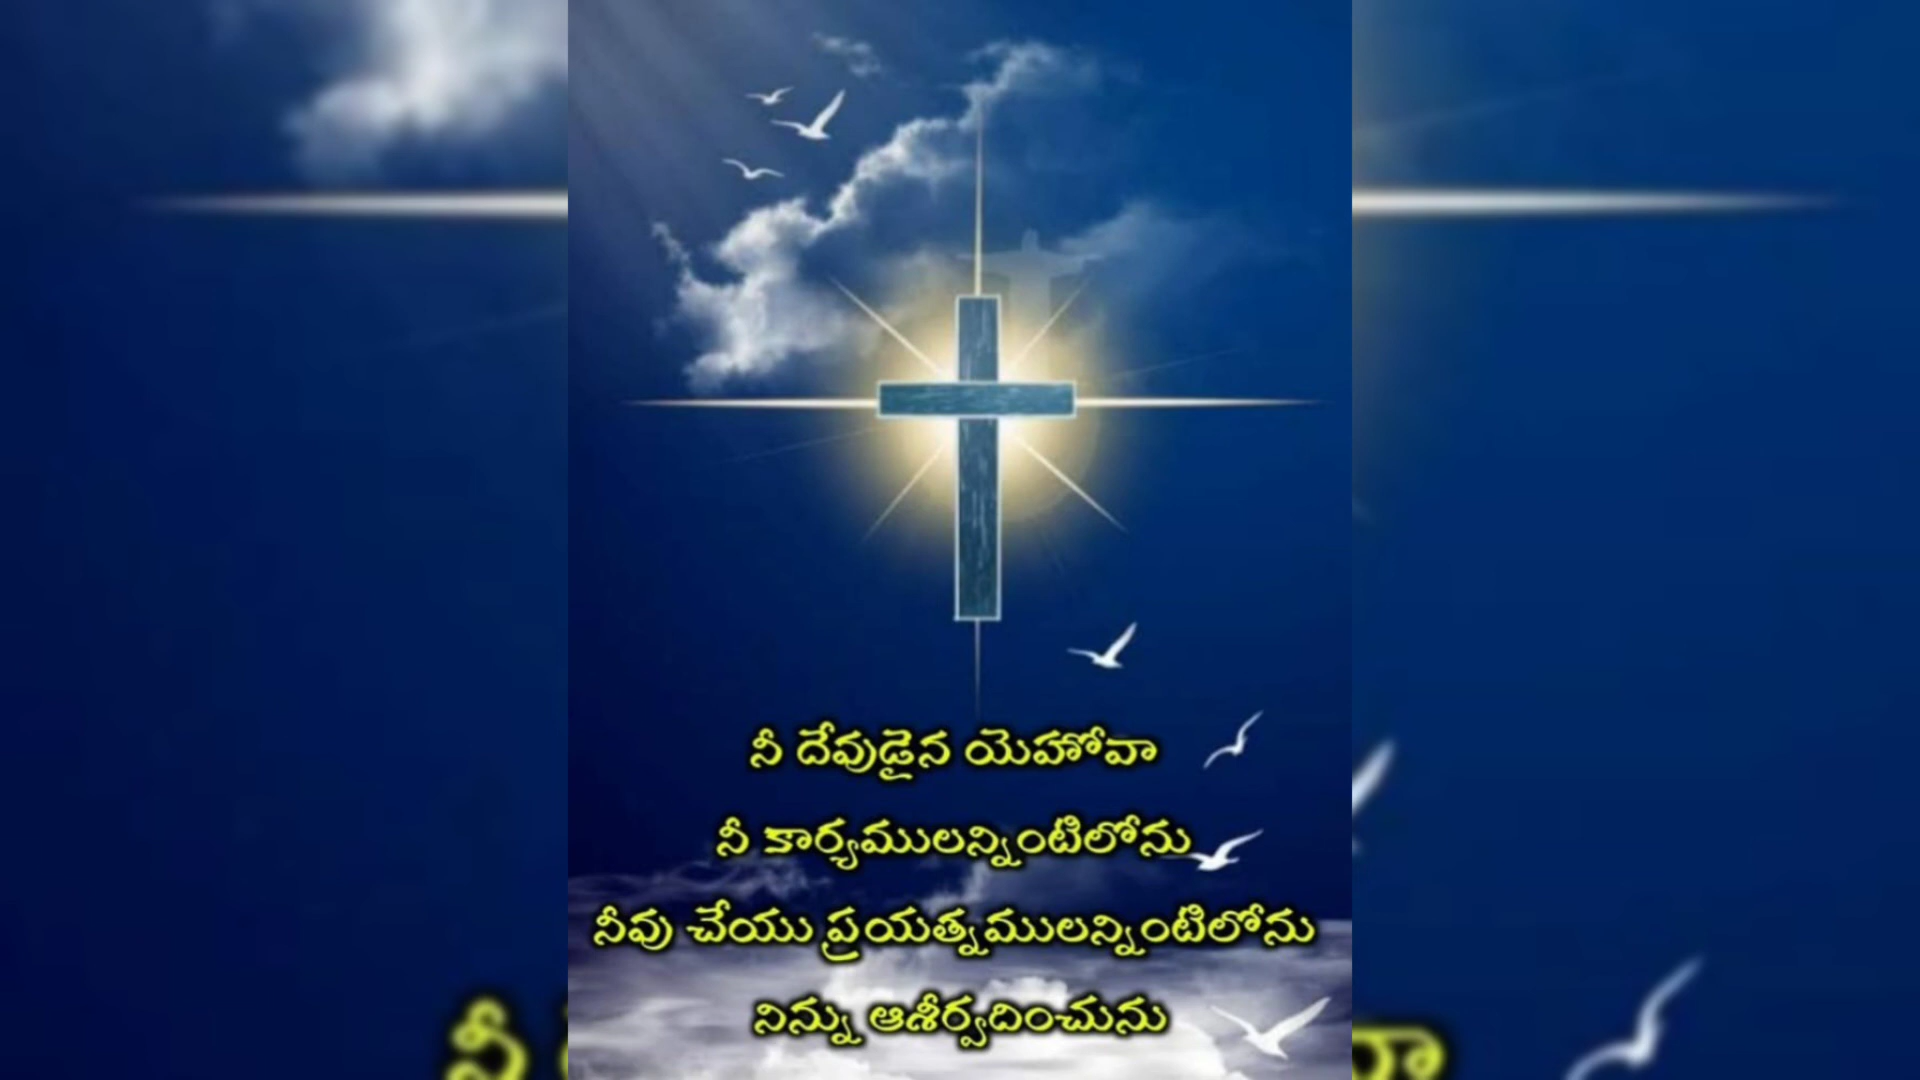 నీ దేవుడైన యెహోవా
నీ కార్యములన్నింటిలోను
నీవు చేయు ప్రయత్నములన్నింటిలోను
నిన్ను ఆశీర్వదించును